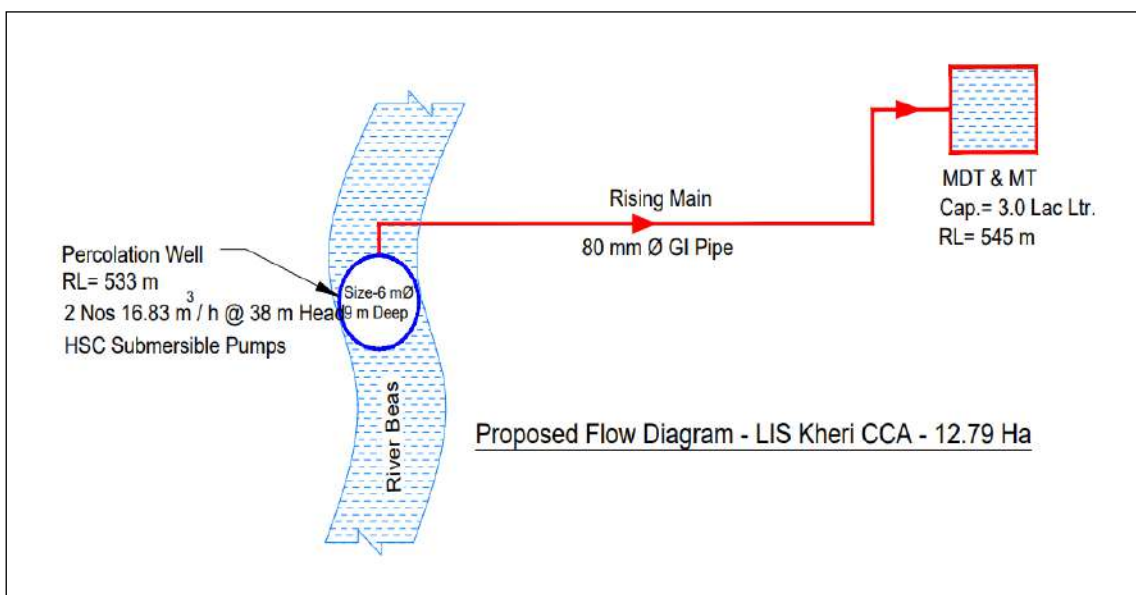 Percolation Well
RL= 533 m
2 Nos 16.83 m³ / h @ 38 m Head
HSC Submersible Pumps
Size-6 mØ
9 m Deep
River Beas
Rising Main
80 mm Ø GI Pipe
MDT & MT
Cap.= 3.0 Lac Ltr.
RL= 545 m
Proposed Flow Diagram - LIS Kheri CCA - 12.79 Ha